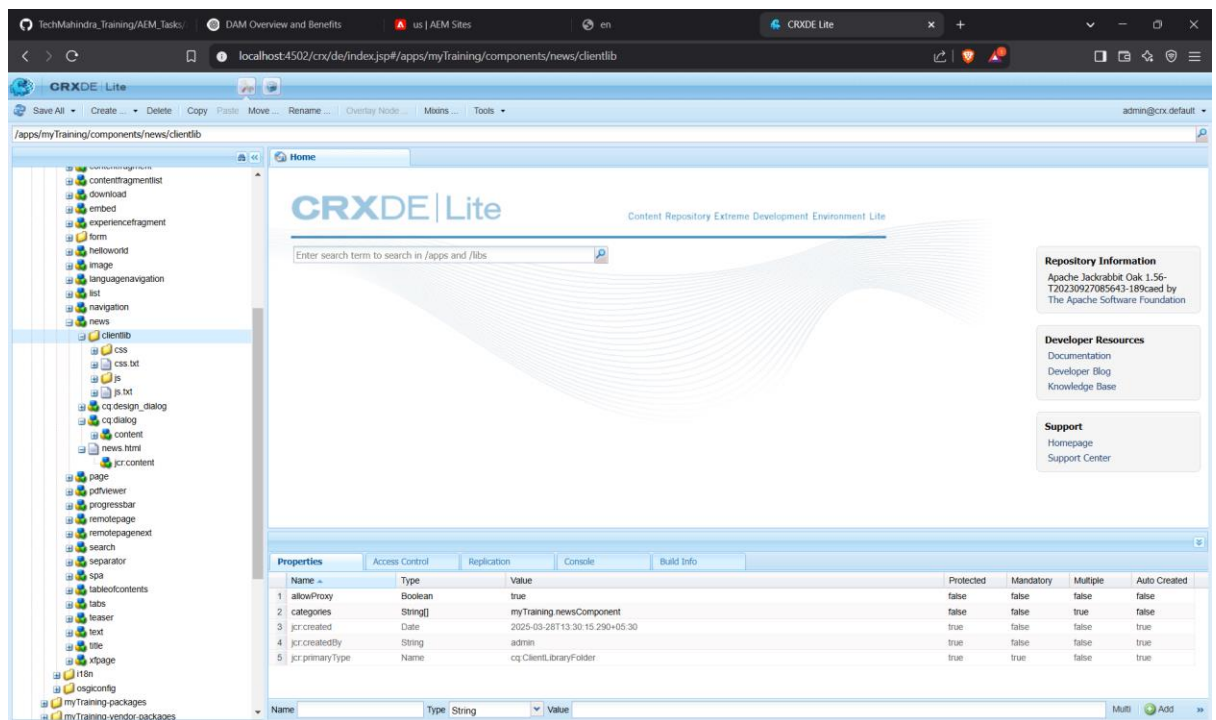 TechMahindra_Training/AEM_Tasks/
DAM Overview and Benefits
us | AEM Sites
en
CRXDE Lite
localhost:4502/crx/de/index.jsp#/apps/myTraining/components/news/clientlib
CRXDE | Lite
Save All Create ... Delete Copy Paste Move ... Rename ... Overlay Node ... Mixins ... Tools
admin@crx.default
/apps/myTraining/components/news/clientlib
contentfragment
contentfragmentlist
download
embed
experiencefragment
form
helloworld
image
languagenavigation
list
navigation
news
clientlib
css
css.txt
js
js.txt
cq:design_dialog
cq:dialog
content
news.html
jcr:content
page
pdfviewer
progressbar
remotepage
remotepagenext
search
separator
spa
tableofcontents
tabs
teaser
text
title
xfpage
i18n
osgiconfig
myTraining-packages
myTraining-vendor-packages
Home
CRXDE | Lite
Content Repository Extreme Development Environment Lite
Enter search term to search in /apps and /libs
Repository Information
Apache Jackrabbit Oak 1.56-
T20230927085643-189caed by
The Apache Software Foundation
Developer Resources
Documentation
Developer Blog
Knowledge Base
Support
Homepage
Support Center
Properties Access Control Replication Console Build Info
Name Type Value Protected Mandatory Multiple Auto Created
1 allowProxy Boolean true false false false false
2 categories String[] myTraining.newsComponent false false true false
3 jcr:created Date 2025-03-28T13:30:15.290+05:30 true false false true
4 jcr:createdBy String admin true false false true
5 jcr:primaryType Name cq:ClientLibraryFolder true true false true
Name Type String Value Multi Add